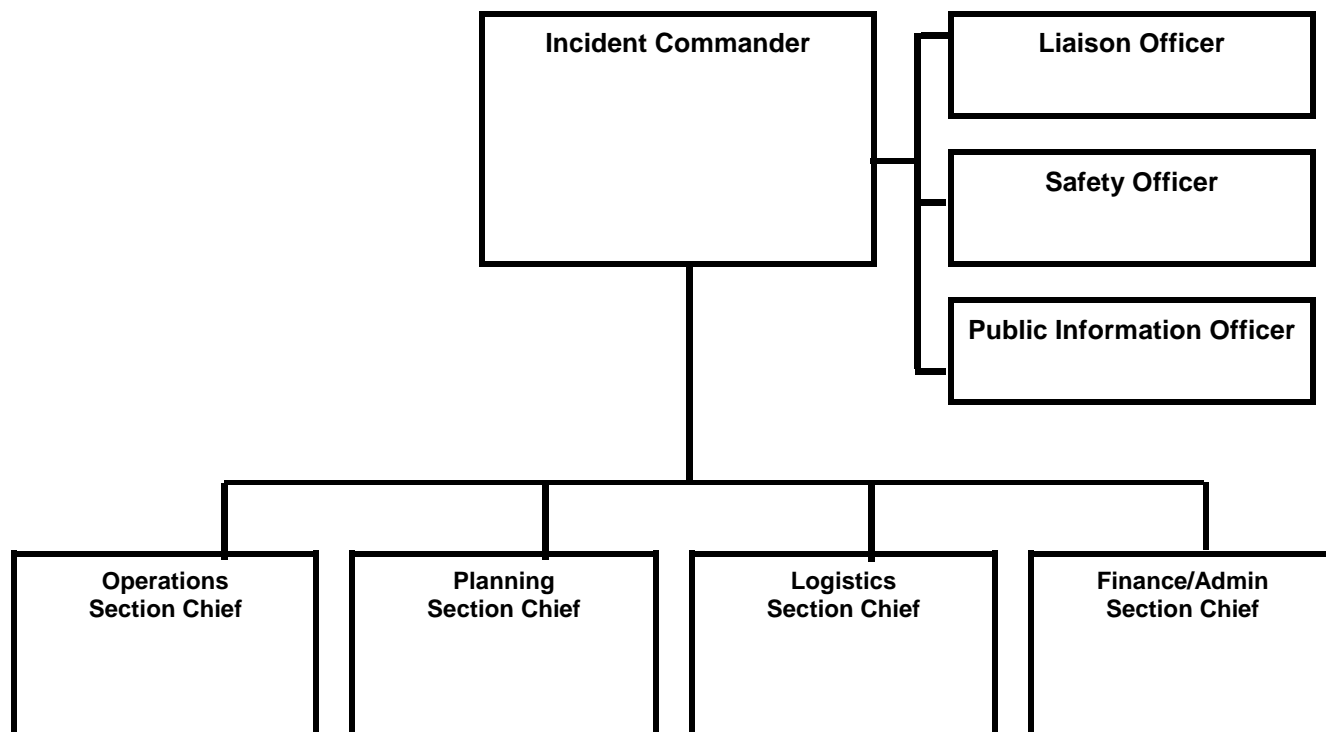 Incident Commander
Liaison Officer
Safety Officer
Public Information Officer
Operations
Section Chief
Planning
Section Chief
Logistics
Section Chief
Finance/Admin
Section Chief